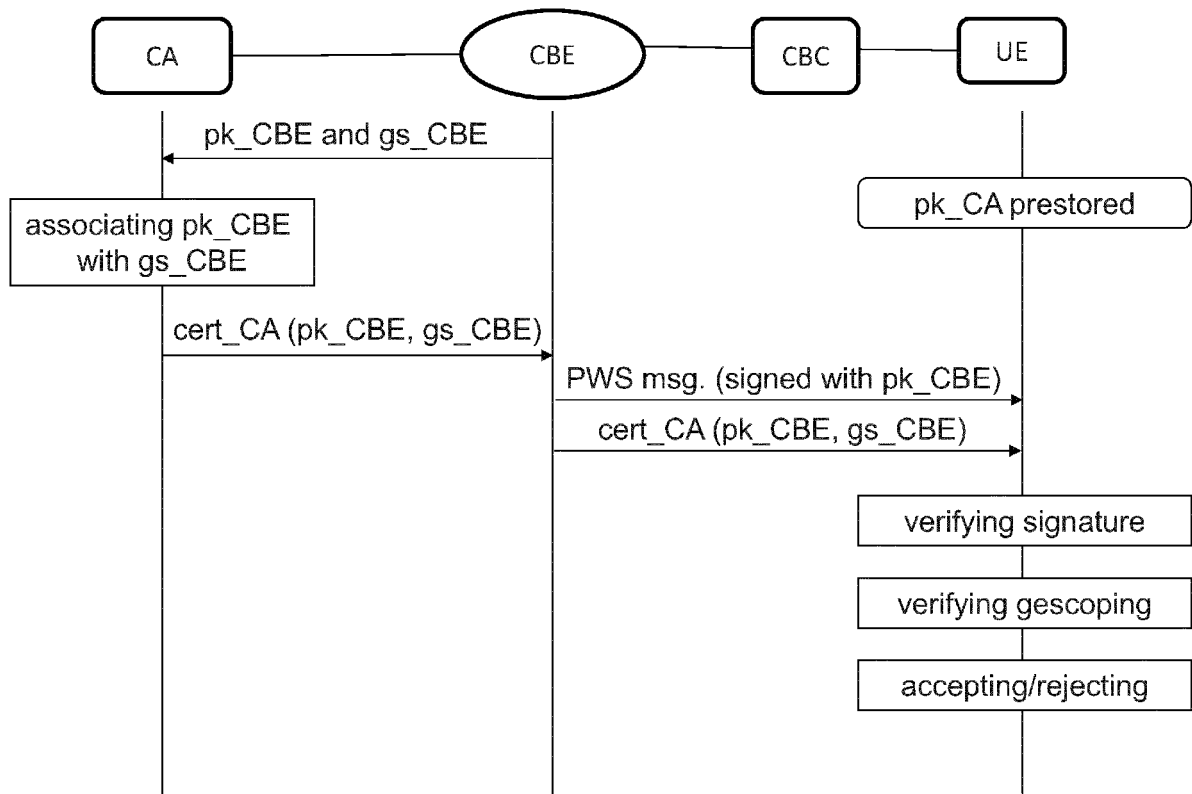 CA
CBE
CBC
UE
pk_CBE and gs_CBE
pk_CA prestored
associating pk_CBE
with gs_CBE
cert_CA (pk_CBE, gs_CBE)
PWS msg. (signed with pk_CBE)
cert_CA (pk_CBE, gs_CBE)
verifying signature
verifying gescoping
accepting/rejecting